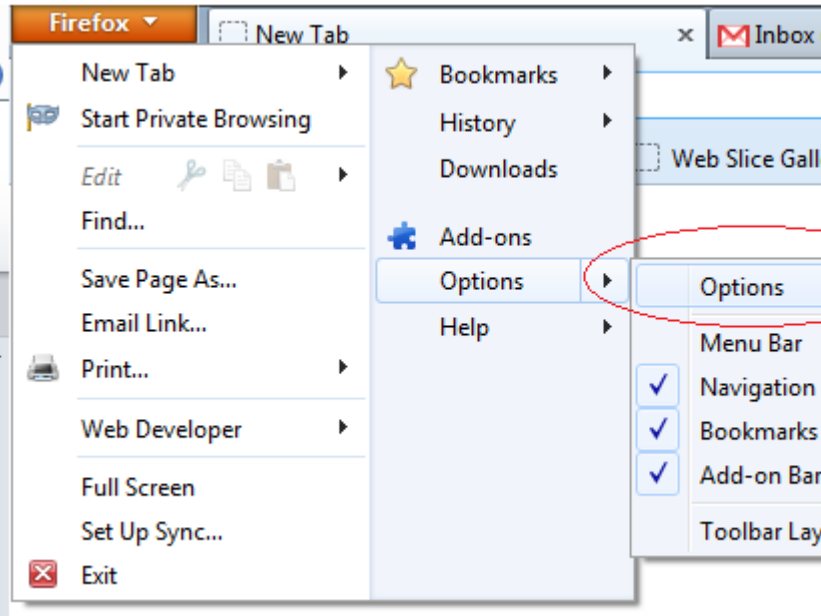 Firefox
New Tab
Inbox
New Tab
Start Private Browsing
Edit
Find...
Save Page As...
Email Link...
Print...
Web Developer
Full Screen
Set Up Sync...
Exit
Bookmarks
History
Downloads
Add-ons
Options
Help
Web Slice Gall
Options
Menu Bar
Navigation
Bookmarks
Add-on Bar
Toolbar Lay